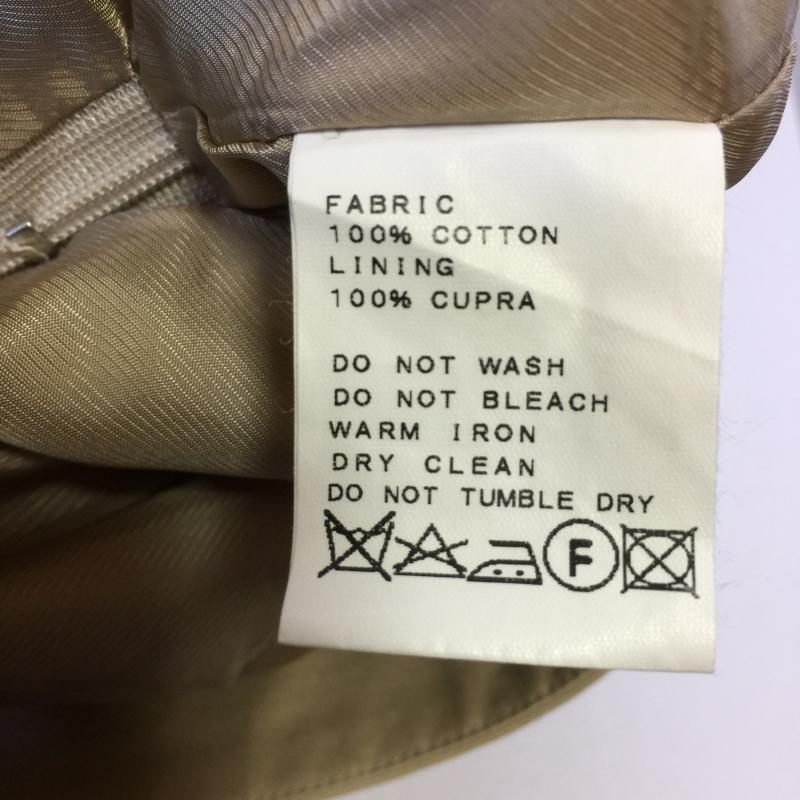 FABRIC
100% COTTON
LINING
100% CUPRA
DO NOT WASH
DO NOT BLEACH
WARM IRON
DRY CLEAN
DO NOT TUMBLE DRY
F